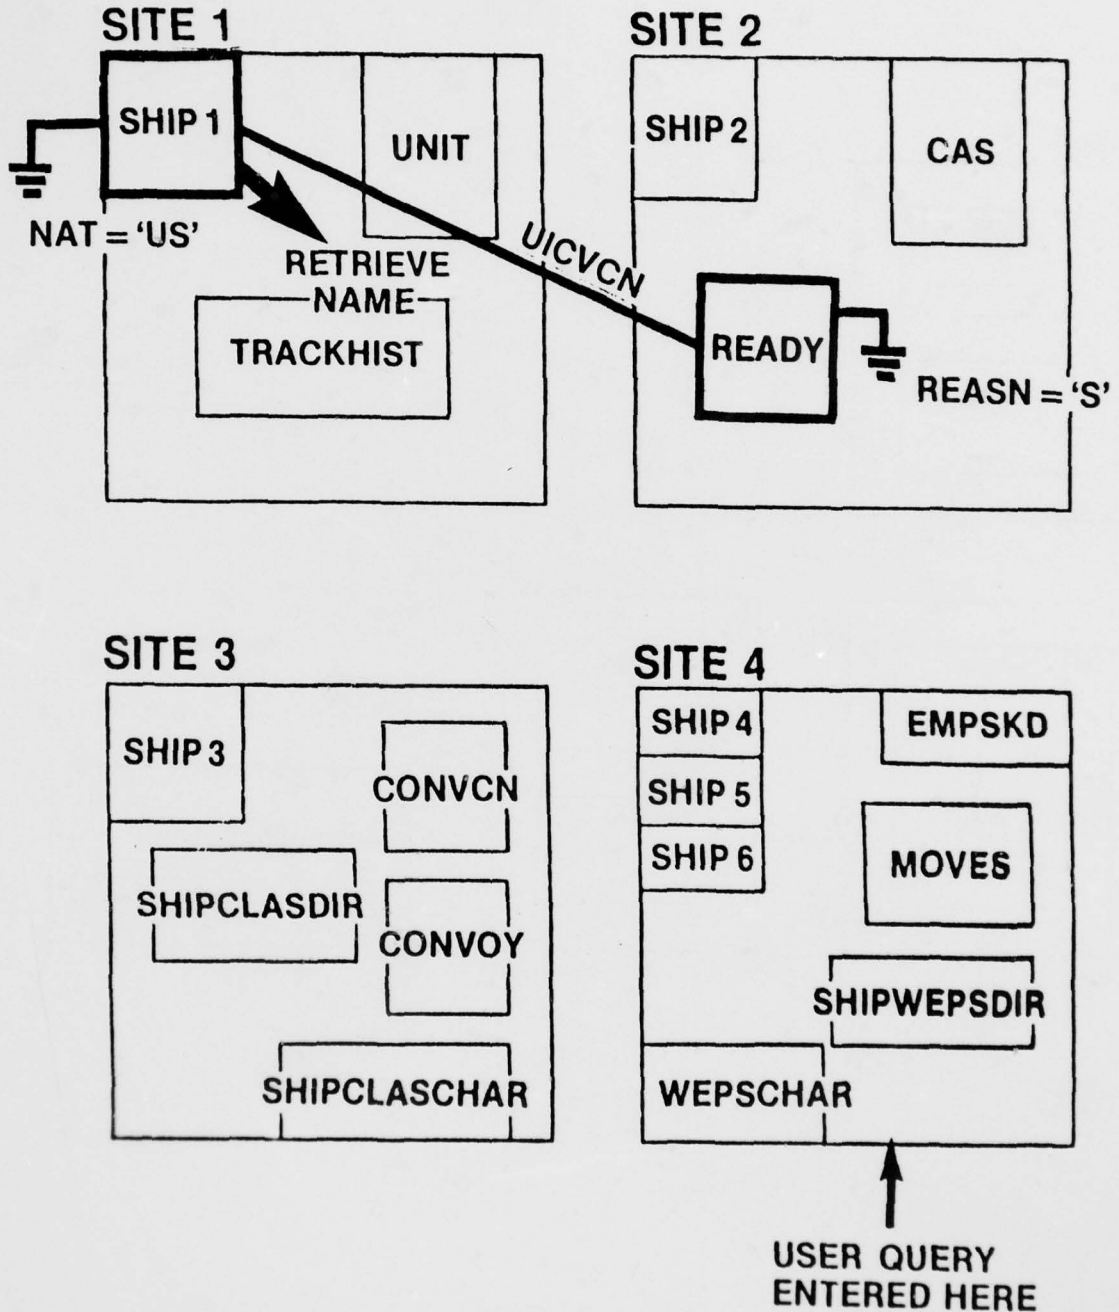 SITE 1
SITE 2
SHIP 1
UNIT
SHIP 2
CAS
NAT = 'US'
UICVCN
RETRIEVE
NAME
TRACKHIST
READY
REASN = 'S'
SITE 3
SITE 4
SHIP 3
CONVCN
SHIPCLASDIR
CONVOY
SHIPCLASCHAR
SHIP 4
EMPSKD
SHIP 5
SHIP 6
MOVES
SHIPWEPSDIR
WEPSCHAR
USER QUERY
ENTERED HERE